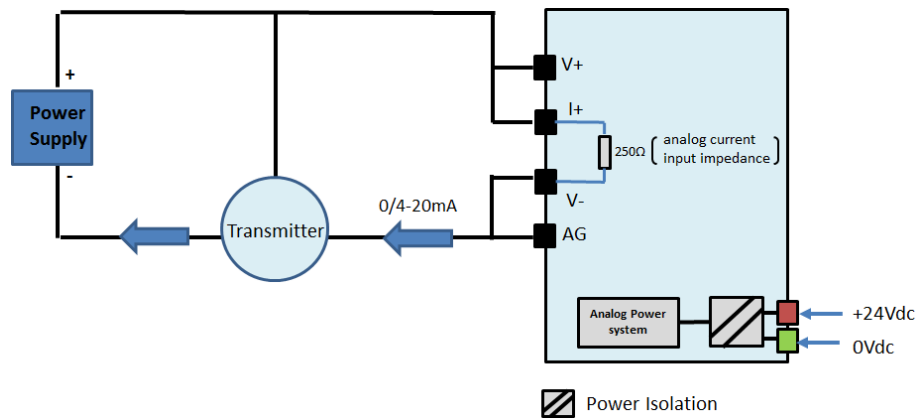 +
Power
Supply
-
Transmitter
0/4-20mA
V+
I+
250Ω
analog current
input impedance
V-
AG
Analog Power
system
+24Vdc
0Vdc
Power Isolation